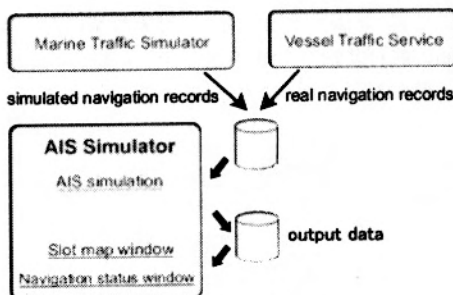 Marine Traffic Simulator
Vessel Traffic Service
simulated navigation records
real navigation records
AIS Simulator
AIS simulation
output data
Slot map window
Navigation status window